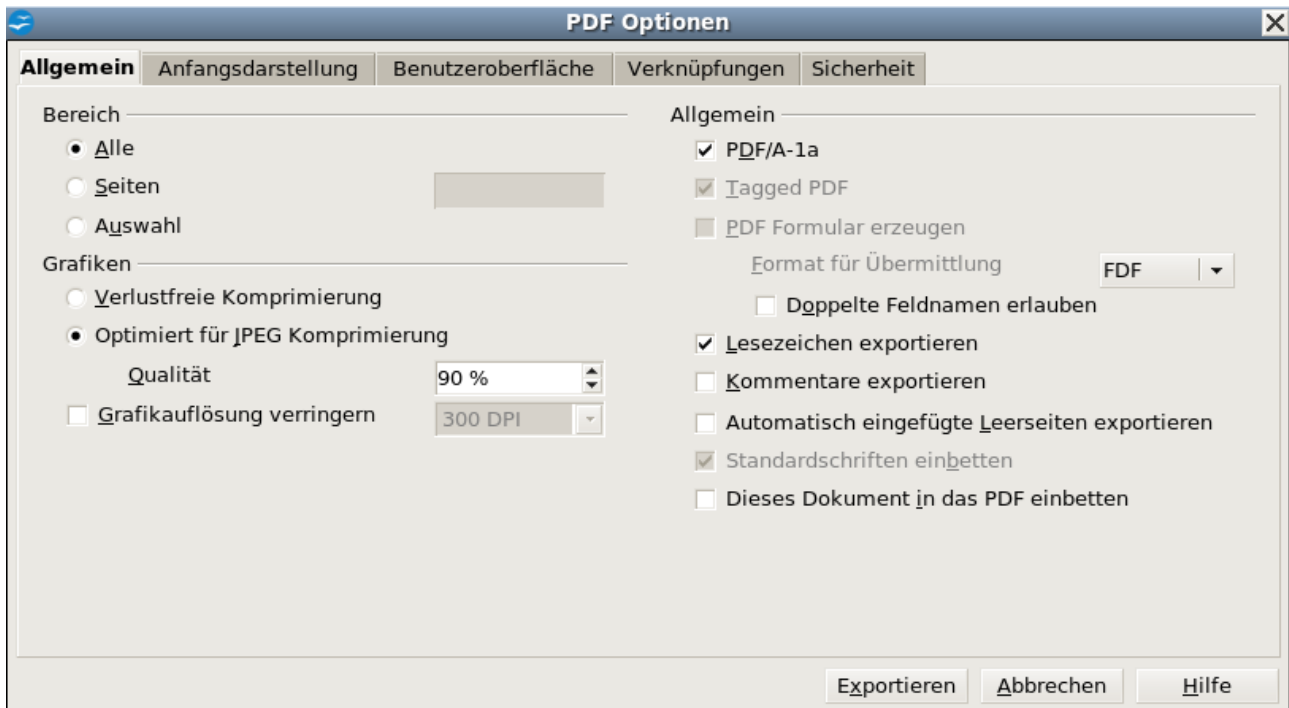 PDF Optionen
Allgemein Anfangsdarstellung Benutzeroberfläche Verknüpfungen Sicherheit
Bereich
Alle
Seiten
Auswahl
Grafiken
Verlustfreie Komprimierung
Optimiert für JPEG Komprimierung
Qualität 90 %
Grafikauflösung verringern 300 DPI
Allgemein
PDF/A-1a
Tagged PDF
PDF Formular erzeugen
Format für Übermittlung FDF
Doppelte Feldnamen erlauben
Lesezeichen exportieren
Kommentare exportieren
Automatisch eingefügte Leerseiten exportieren
Standardschriften einbetten
Dieses Dokument in das PDF einbetten
Exportieren Abbrechen Hilfe